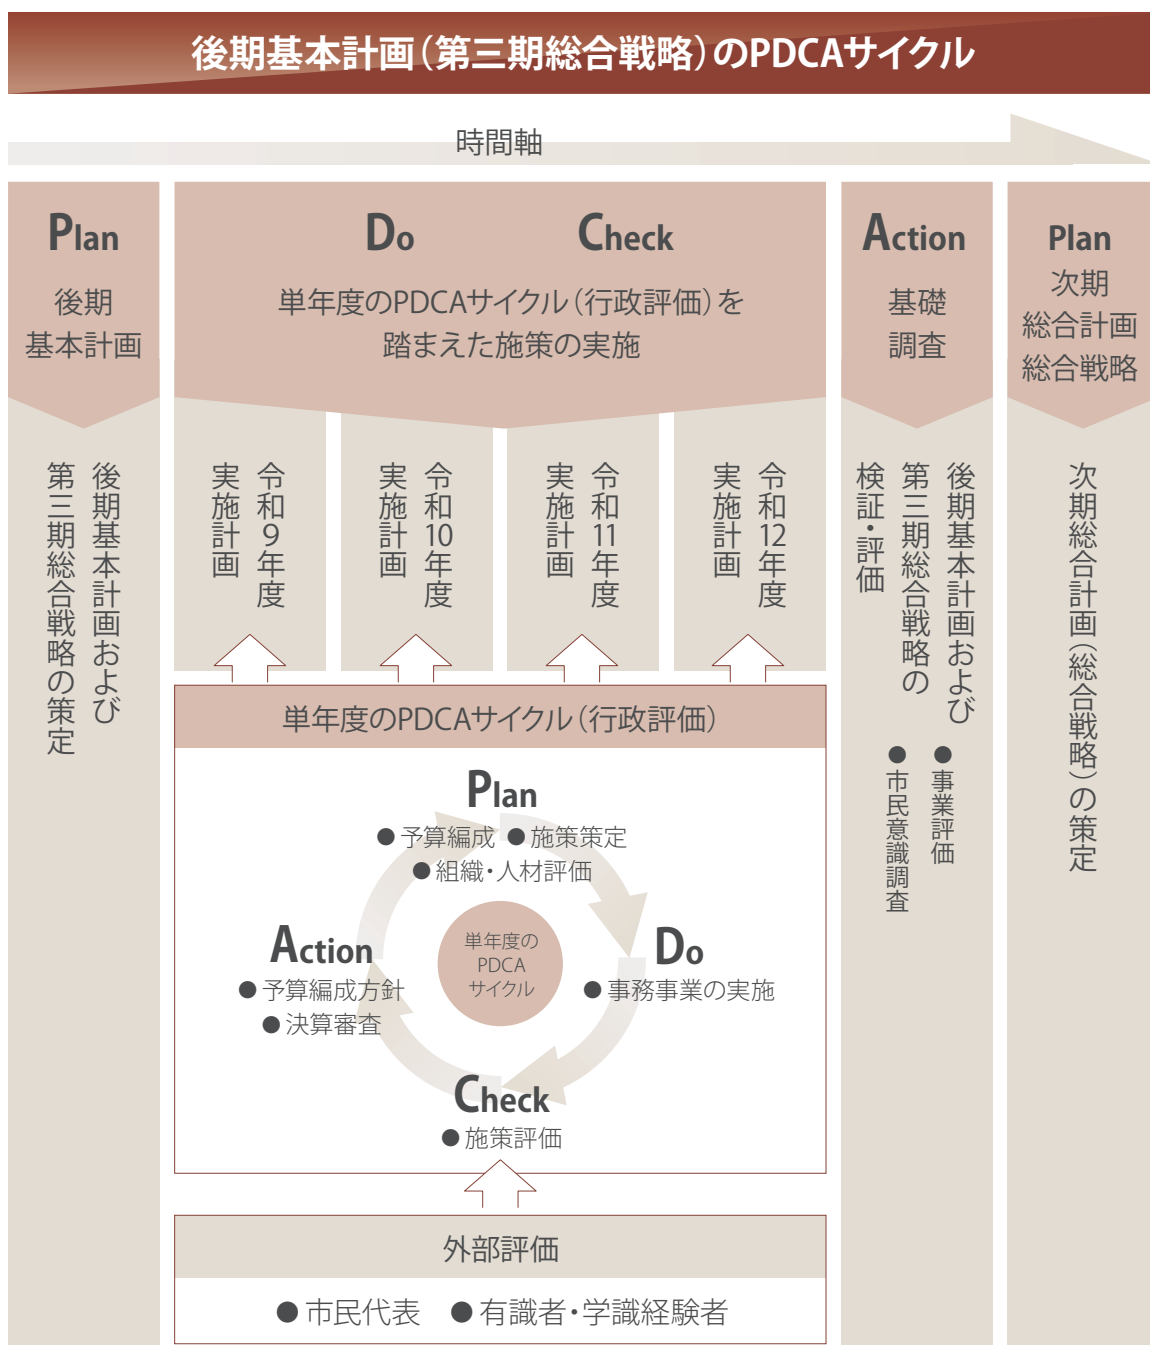 後期基本計画（第三期総合戦略）のPDCAサイクル
時間軸
Plan
後期
基本計画
Do
Check
単年度のPDCAサイクル（行政評価）を
踏まえた施策の実施
Action
基礎
調査
Plan
次期
総合計画
総合戦略
後期基本計画および
第三期総合戦略の策定
令和9年度
実施計画
令和10年度
実施計画
令和11年度
実施計画
令和12年度
実施計画
後期基本計画および
第三期総合戦略の
検証・評価
●事業評価
●市民意識調査
次期総合計画（総合戦略）の策定
単年度のPDCAサイクル（行政評価）
Plan
●予算編成 ●施策策定
●組織・人材評価
Action
●予算編成方針
●決算審査
単年度の
PDCA
サイクル
Do
●事務事業の実施
Check
●施策評価
外部評価
●市民代表 ●有識者・学識経験者